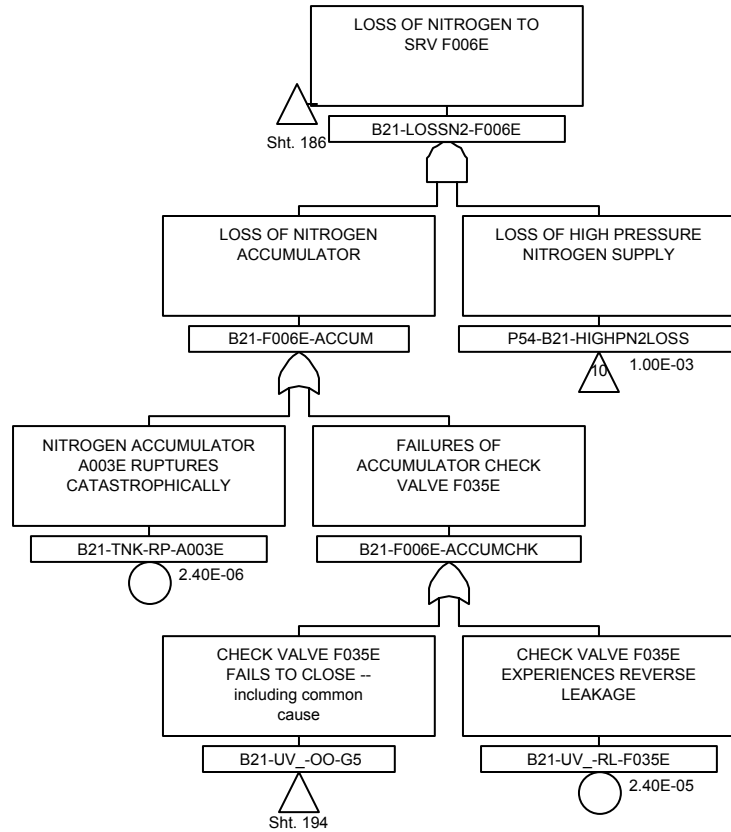 LOSS OF NITROGEN TO
SRV F006E
Sht. 186
B21-LOSSN2-F006E
LOSS OF NITROGEN
ACCUMULATOR
B21-F006E-ACCUM
LOSS OF HIGH PRESSURE
NITROGEN SUPPLY
P54-B21-HIGHPN2LOSS
10
1.00E-03
NITROGEN ACCUMULATOR
A003E RUPTURES
CATASTROPHICALLY
B21-TNK-RP-A003E
2.40E-06
FAILURES OF
ACCUMULATOR CHECK
VALVE F035E
B21-F006E-ACCUMCHK
CHECK VALVE F035E
FAILS TO CLOSE --
including common
cause
B21-UV_-OO-G5
Sht. 194
CHECK VALVE F035E
EXPERIENCES REVERSE
LEAKAGE
B21-UV_-RL-F035E
2.40E-05